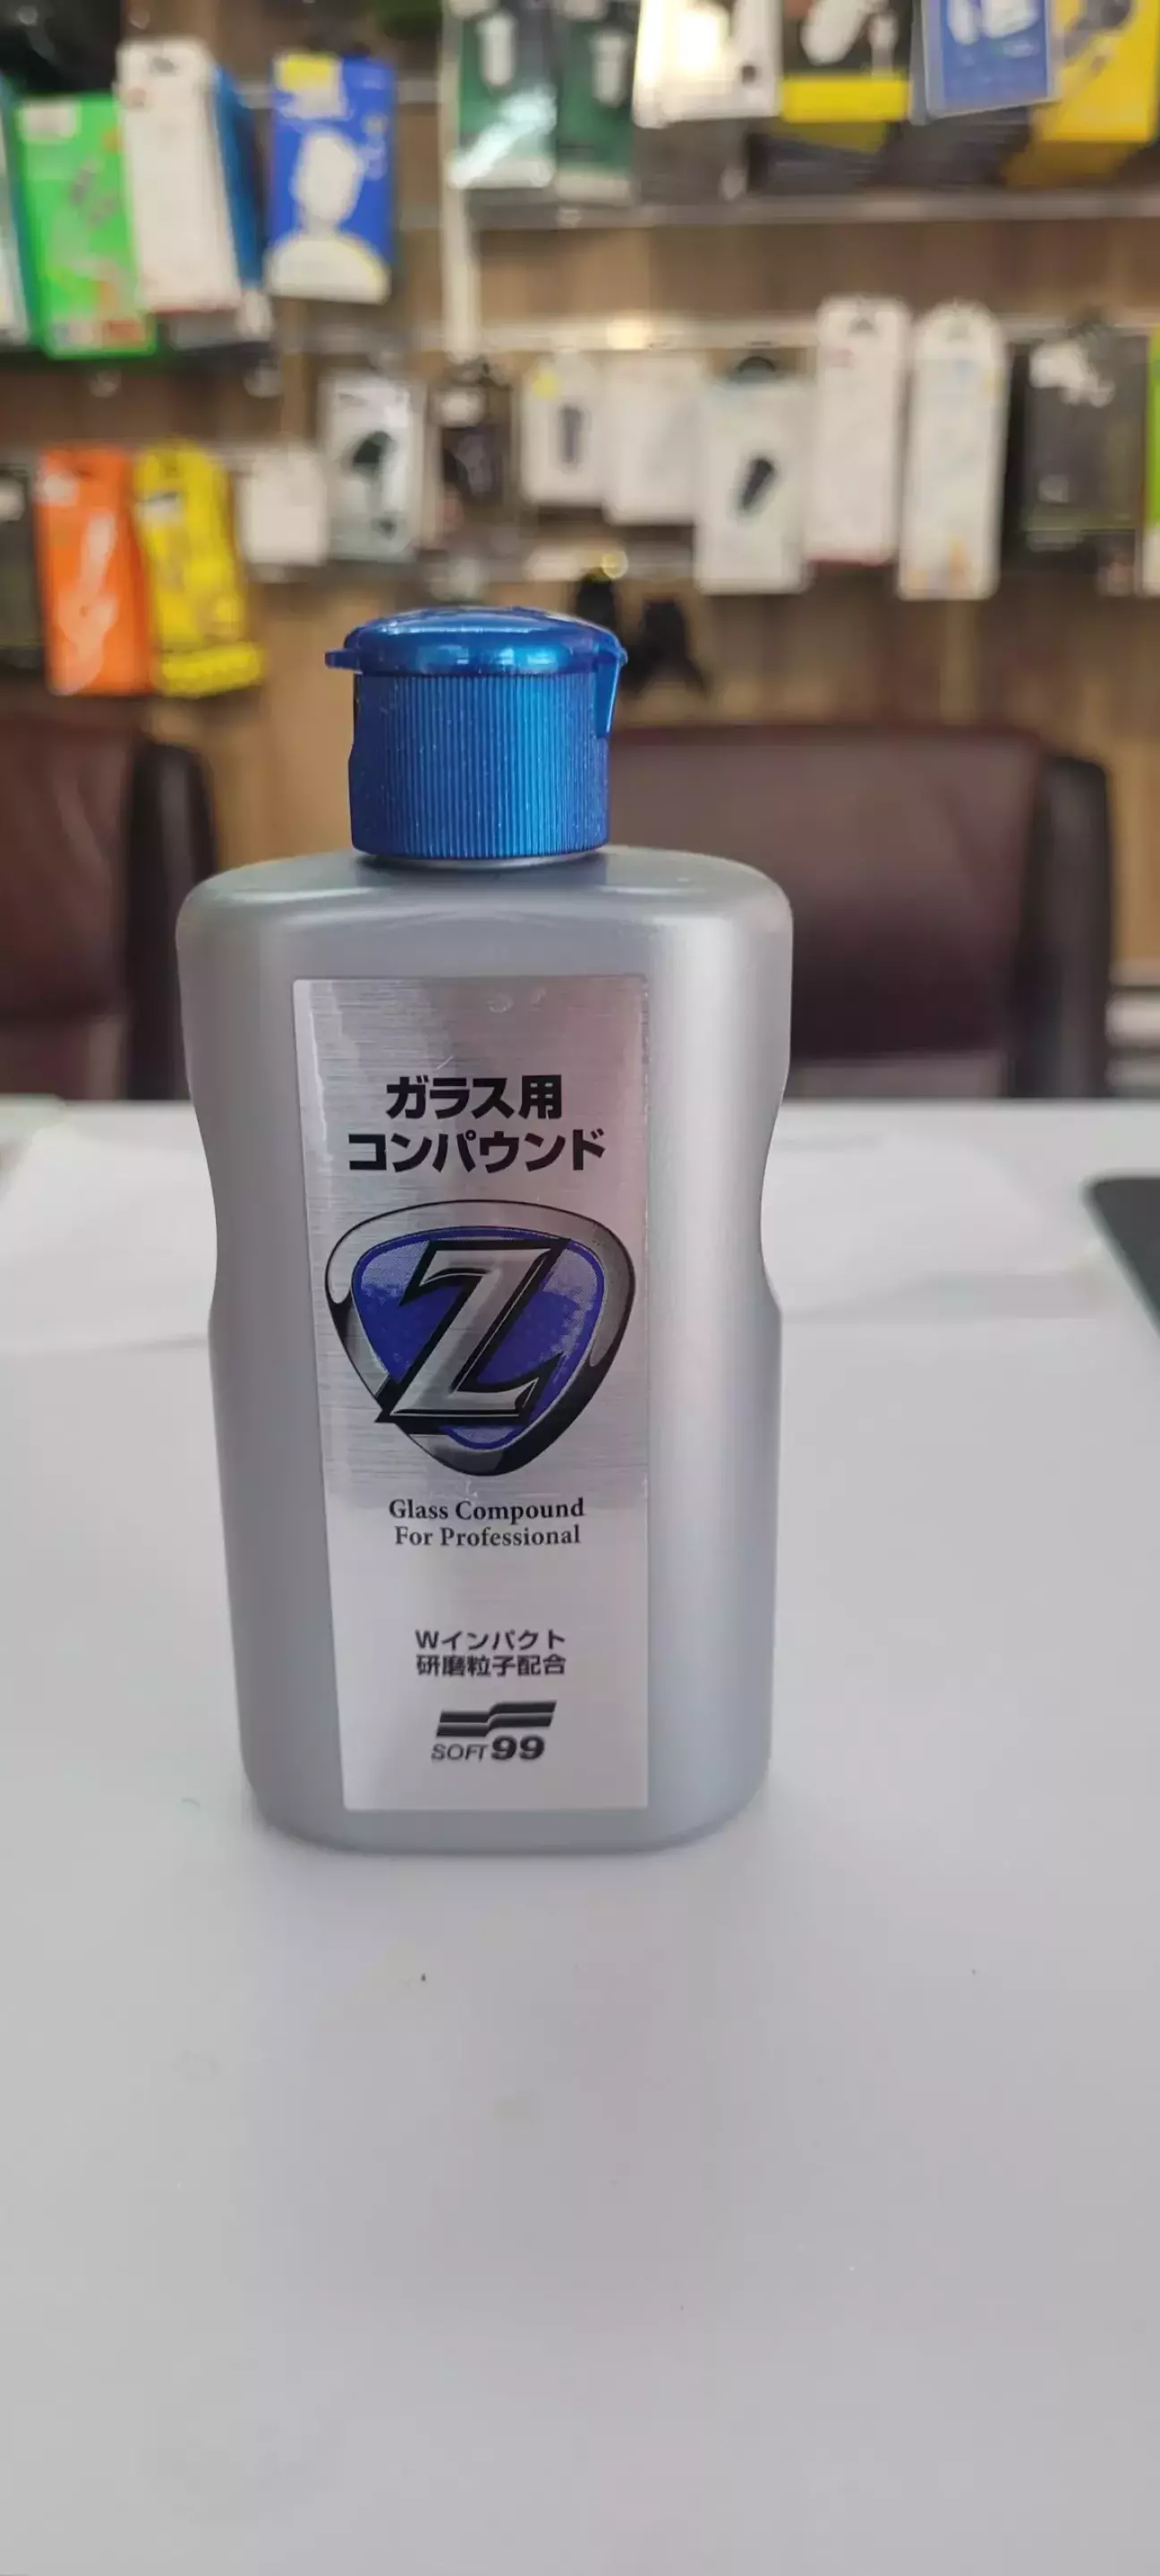 ガラス用
コンパウンド
Z
Glass Compound
For Professional
Wインパクト
研磨粒子配合
SOFT99